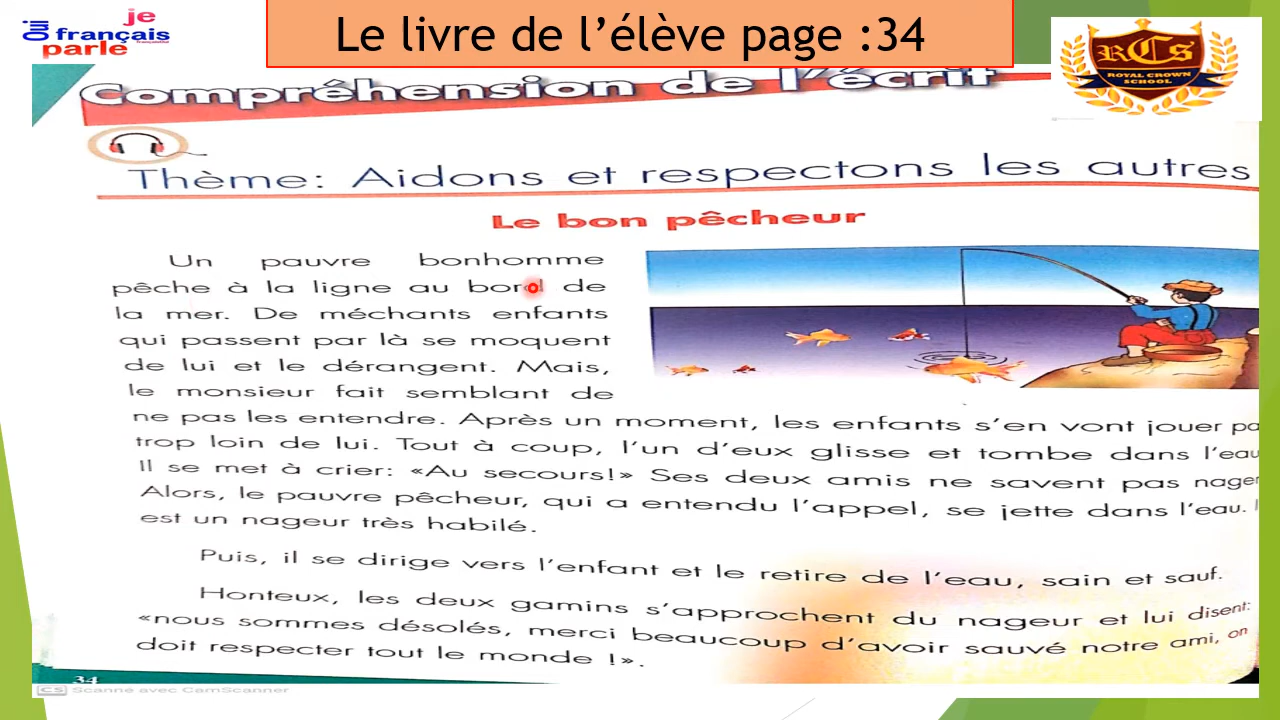 je
oui français
parle
Le livre de l’élève page :34
RCS
ROYAL CROWN
SCHOOL
Compréhension de l'écrit
Thème: Aidons et respectons les autres
Le bon pêcheur
Un pauvre bonhomme
pêche à la ligne au bord de
la mer. De méchants enfants
qui passent par là se moquent
de lui et le dérangent. Mais,
le monsieur fait semblant de
ne pas les entendre. Après un moment, les enfants s'en vont jouer pa
trop loin de lui. Tout à coup, l'un d'eux glisse et tombe dans l'eau
Il se met à crier: «Au secours!» Ses deux amis ne savent pas nager
Alors, le pauvre pêcheur, qui a entendu l'appel, se jette dans l'eau. I
est un nageur très habilé.
Puis, il se dirige vers l'enfant et le retire de l'eau, sain et sauf.
Honteux, les deux gamins s'approchent du nageur et lui disent:
«nous sommes désolés, merci beaucoup d'avoir sauvé notre ami, on
doit respecter tout le monde !».
34
CS Scanné avec CamScanner